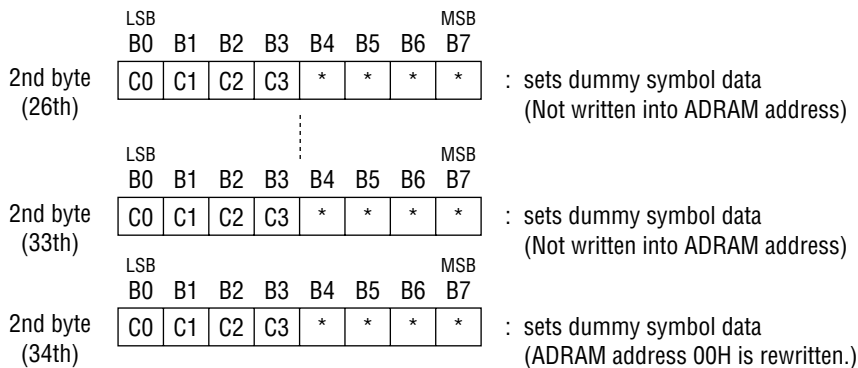 LSB MSB
B0 B1 B2 B3 B4 B5 B6 B7
2nd byte C0 C1 C2 C3 * * * * : sets dummy symbol data
(26th) (Not written into ADRAM address)
LSB MSB
B0 B1 B2 B3 B4 B5 B6 B7
2nd byte C0 C1 C2 C3 * * * * : sets dummy symbol data
(33th) (Not written into ADRAM address)
LSB MSB
B0 B1 B2 B3 B4 B5 B6 B7
2nd byte C0 C1 C2 C3 * * * * : sets dummy symbol data
(34th) (ADRAM address 00H is rewritten.)